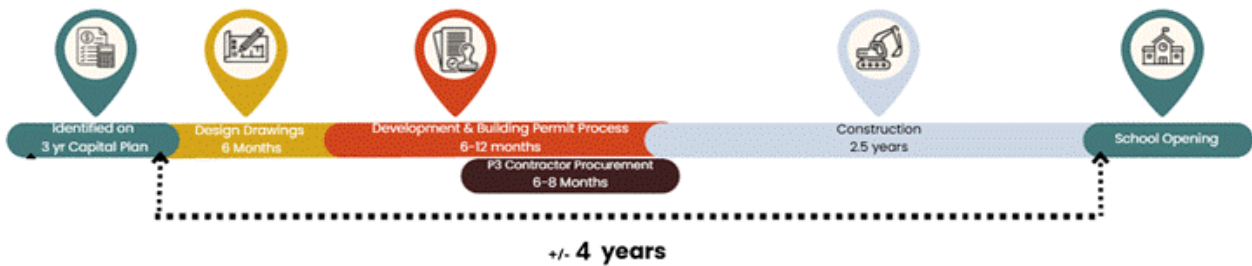 Identified on
3 yr Capital Plan
Design Drawings
6 Months
Development & Building Permit Process
6-12 months
P3 Contractor Procurement
6-8 Months
Construction
2.5 years
School Opening
+/- 4 years